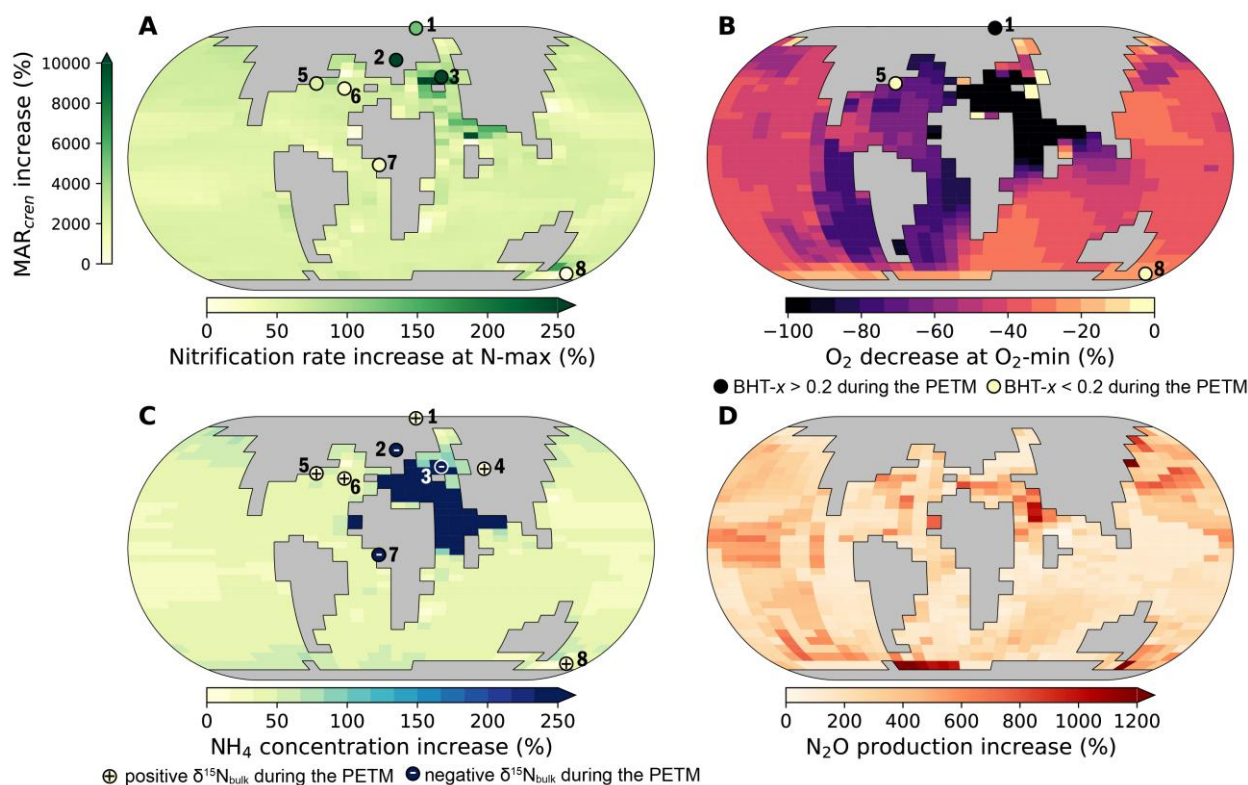 A
B
MAR_cren increase (%)
10000
8000
6000
4000
2000
0
1
2
3
5
6
7
8
1
5
8
0 50 100 150 200 250
Nitrification rate increase at N-max (%)
−100 −80 −60 −40 −20 0
O₂ decrease at O₂-min (%)
BHT-x > 0.2 during the PETM BHT-x < 0.2 during the PETM
C
D
1
2
3
4
5
6
7
8
0 50 100 150 200 250
NH₄ concentration increase (%)
0 200 400 600 800 1000 1200
N₂O production increase (%)
positive δ¹⁵N_bulk during the PETM negative δ¹⁵N_bulk during the PETM